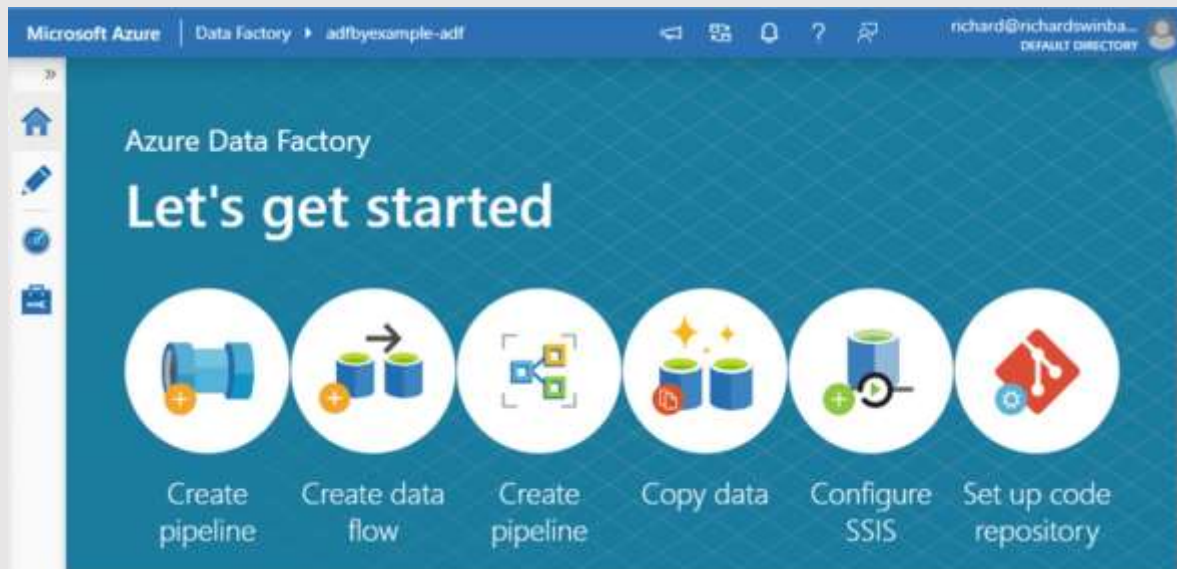 Microsoft Azure
Data Factory
adfbyexample-adf
richard@richardswinba...
DEFAULT DIRECTORY
Azure Data Factory
Let's get started
Create pipeline
Create data flow
Create pipeline
Copy data
Configure SSIS
Set up code repository